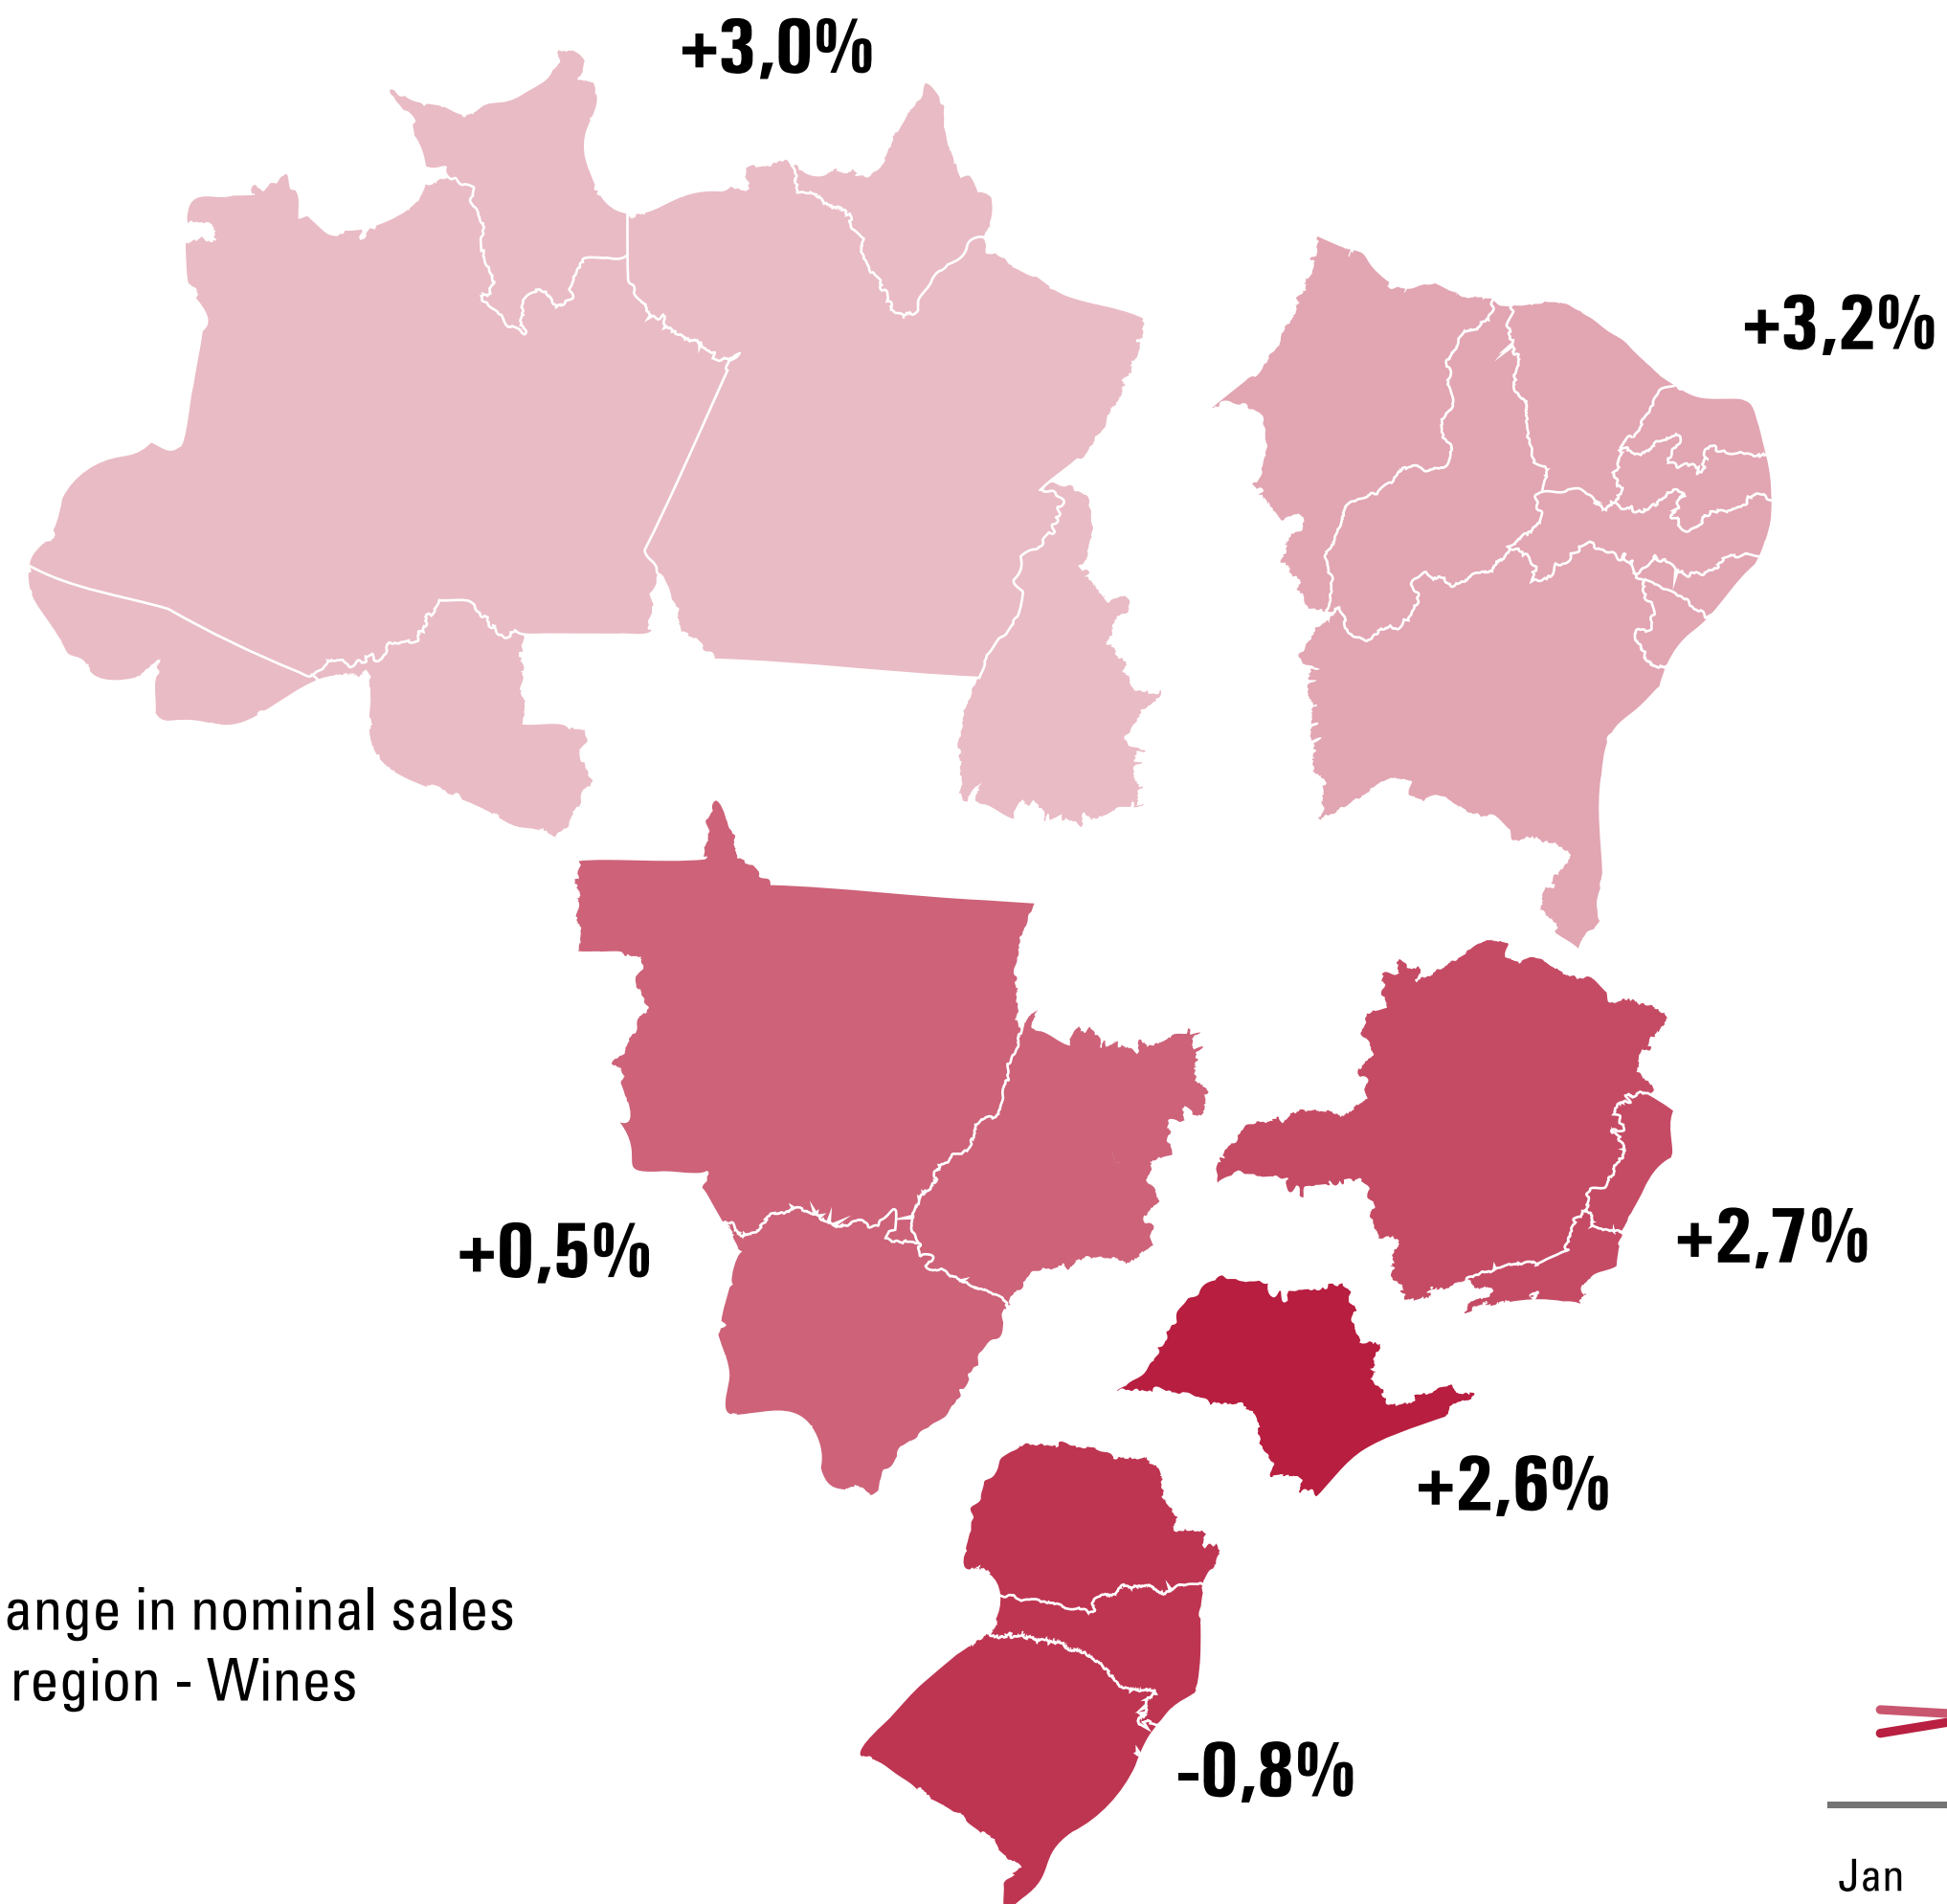 +3,0%
+3,2%
+0,5%
+2,7%
+2,6%
ange in nominal sales
region - Wines
-0,8%
Jan